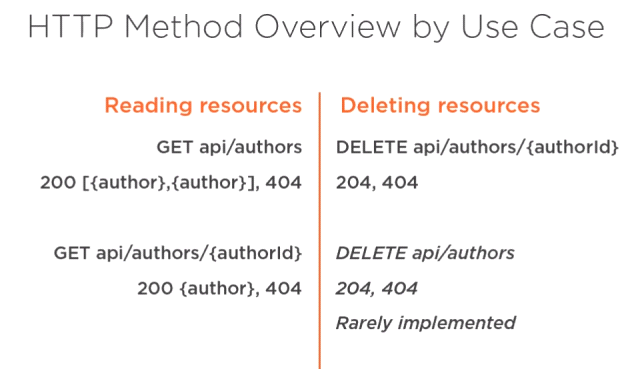 HTTP Method Overview by Use Case
Reading resources
GET api/authors
200 [{author},{author}], 404
GET api/authors/{authorId}
200 {author}, 404
Deleting resources
DELETE api/authors/{authorId}
204, 404
DELETE api/authors
204, 404
Rarely implemented